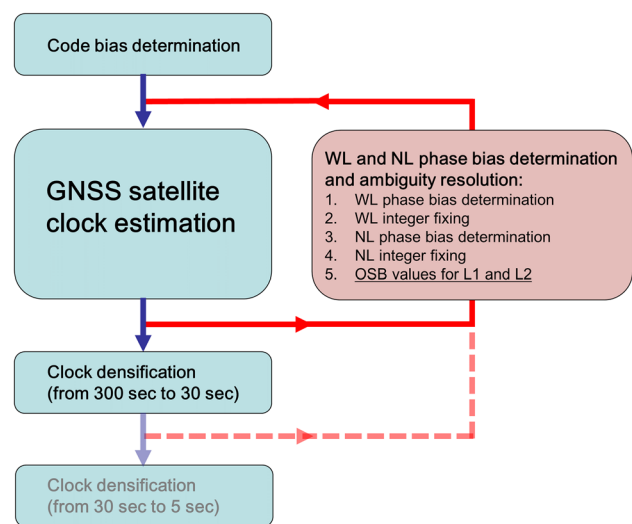 Code bias determination
GNSS satellite
clock estimation
WL and NL phase bias determination
and ambiguity resolution:
1. WL phase bias determination
2. WL integer fixing
3. NL phase bias determination
4. NL integer fixing
5. OSB values for L1 and L2
Clock densification
(from 300 sec to 30 sec)
Clock densification
(from 30 sec to 5 sec)